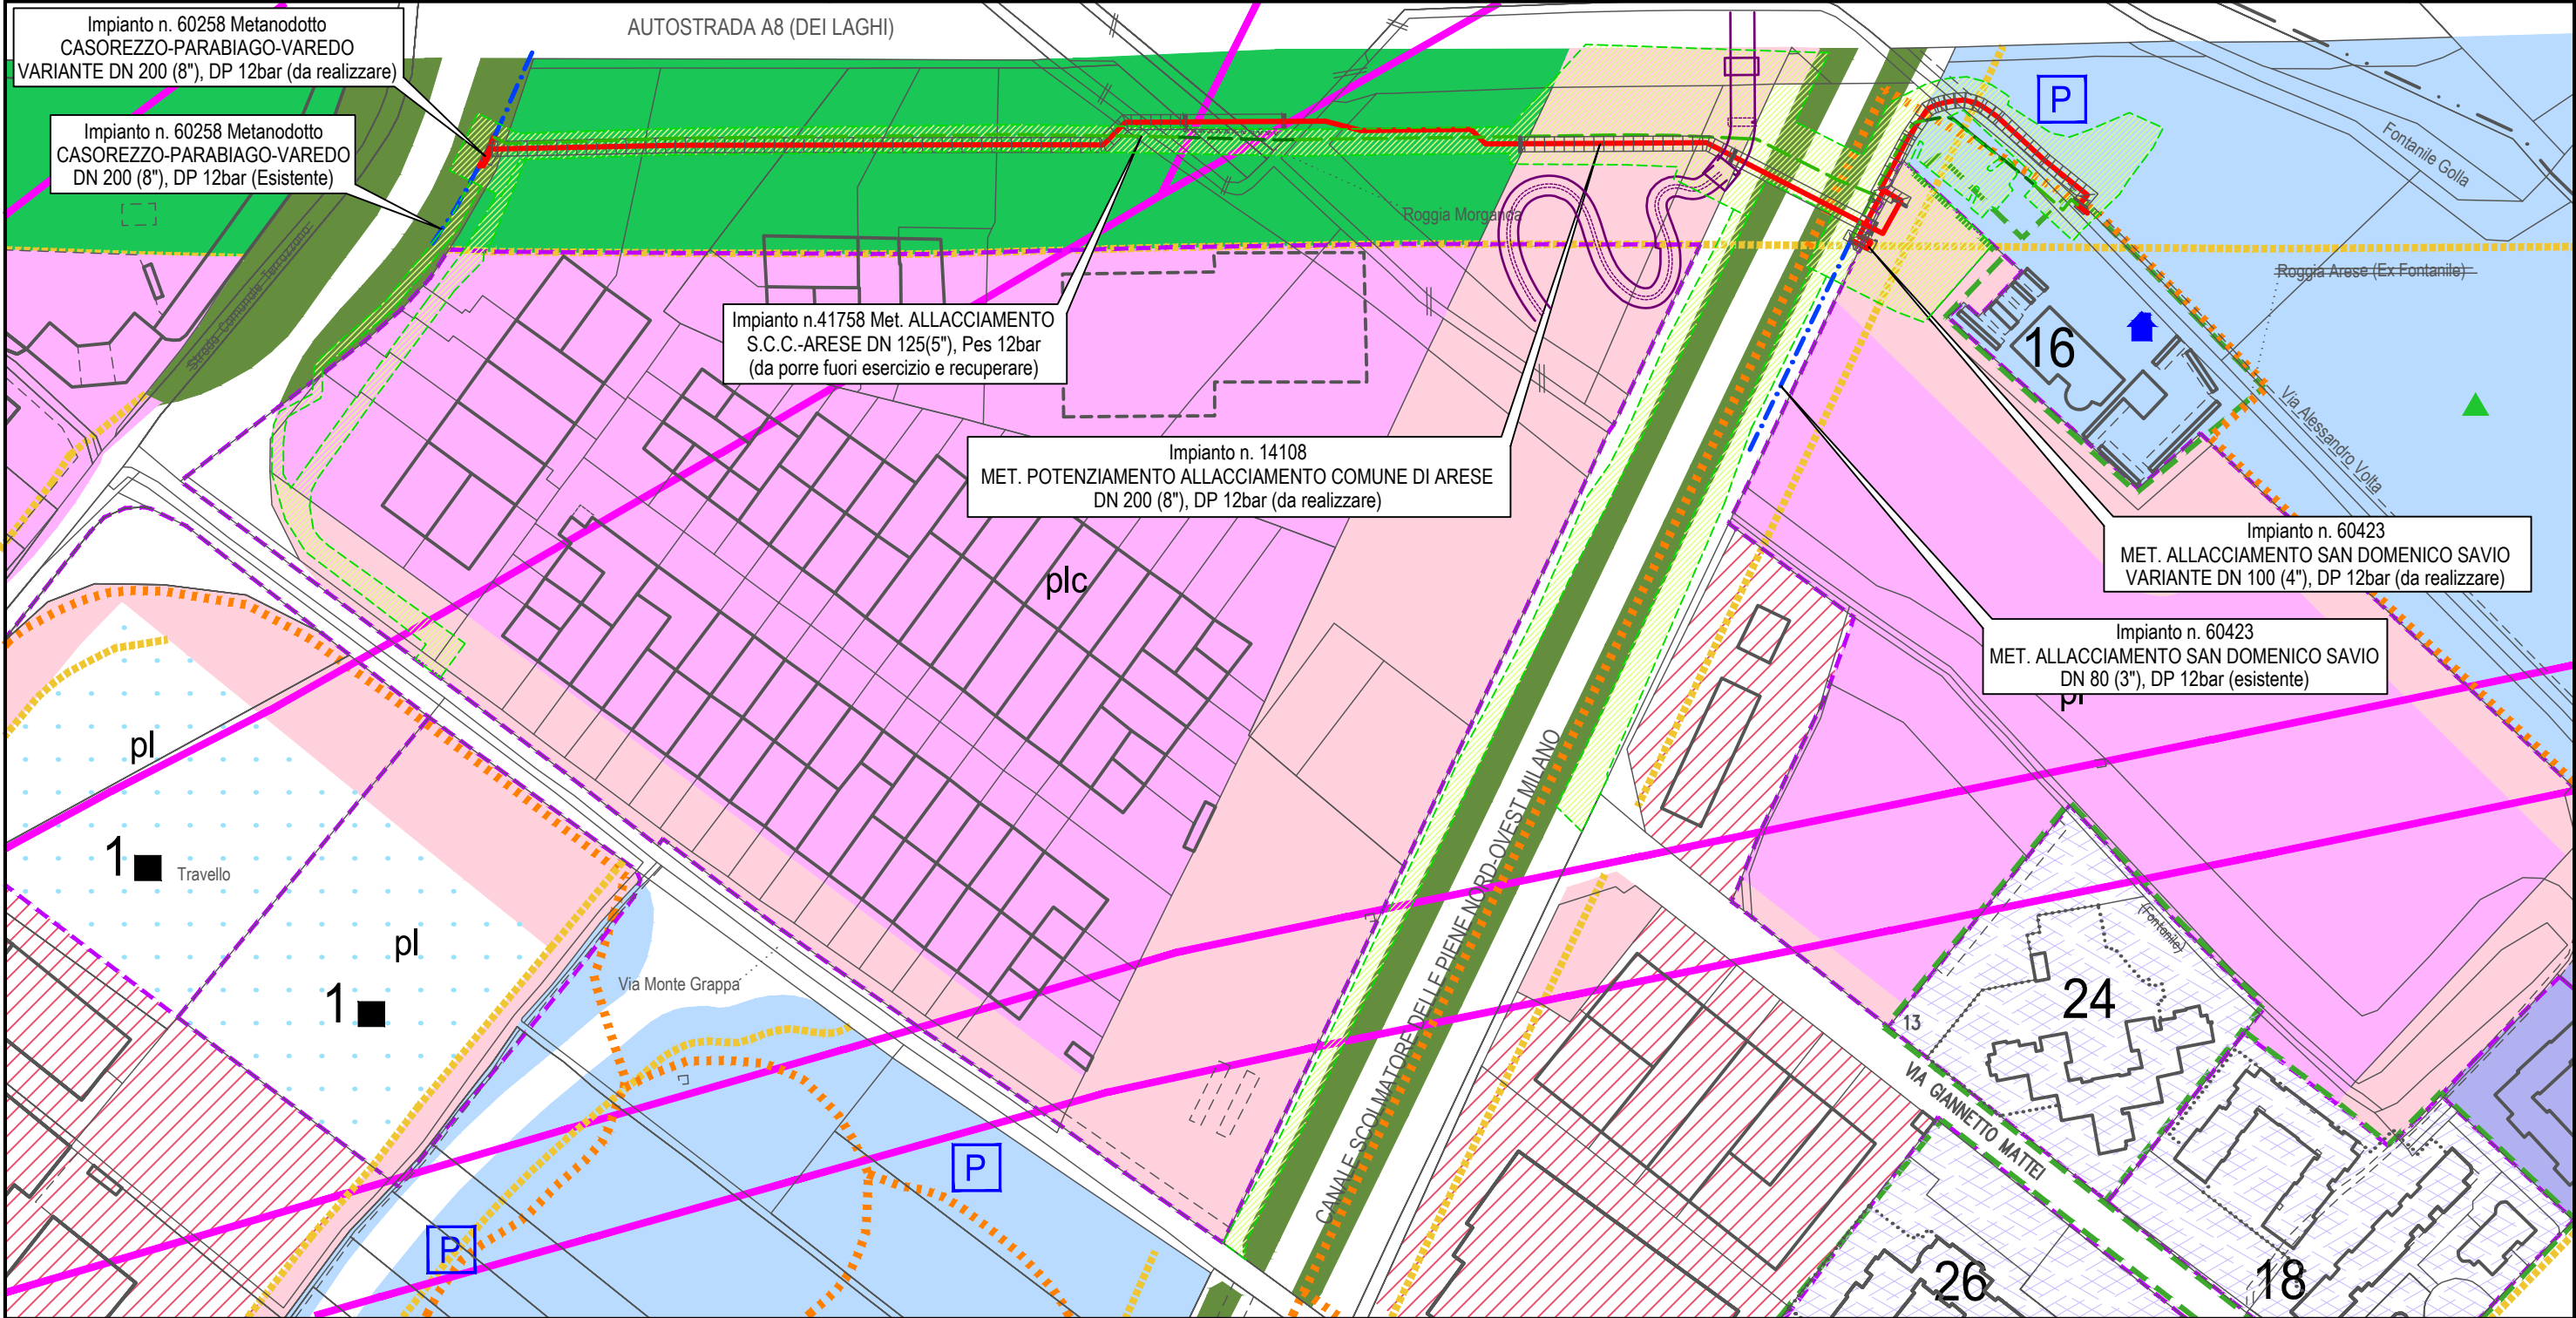 Impianto n. 60258 Metanodotto
CASOREZZO-PARABIAGO-VAREDO
VARIANTE DN 200 (8"), DP 12bar (da realizzare)
AUTOSTRADA A8 (DEI LAGHI)
P
Impianto n. 60258 Metanodotto
CASOREZZO-PARABIAGO-VAREDO
DN 200 (8"), DP 12bar (Esistente)
Fontanile Golla
Roggia Morganda
Strada Comunale Terrazzano
Roggia Arese (Ex Fontanile)
Impianto n.41758 Met. ALLACCIAMENTO
S.C.C.-ARESE DN 125(5"), Pes 12bar
(da porre fuori esercizio e recuperare)
16
Via Alessandro Volta
Impianto n. 14108
MET. POTENZIAMENTO ALLACCIAMENTO COMUNE DI ARESE
DN 200 (8"), DP 12bar (da realizzare)
Impianto n. 60423
MET. ALLACCIAMENTO SAN DOMENICO SAVIO
VARIANTE DN 100 (4"), DP 12bar (da realizzare)
plc
Impianto n. 60423
MET. ALLACCIAMENTO SAN DOMENICO SAVIO
DN 80 (3"), DP 12bar (esistente)
pl
pl
1
Travello
pl
1
Via Monte Grappa
CANALE SCOLMATORE DELLE PIENE NORD-OVEST MILANO
(Fontanile)
24
13
VIA GIANNETTO MATTEI
P
P
26
18